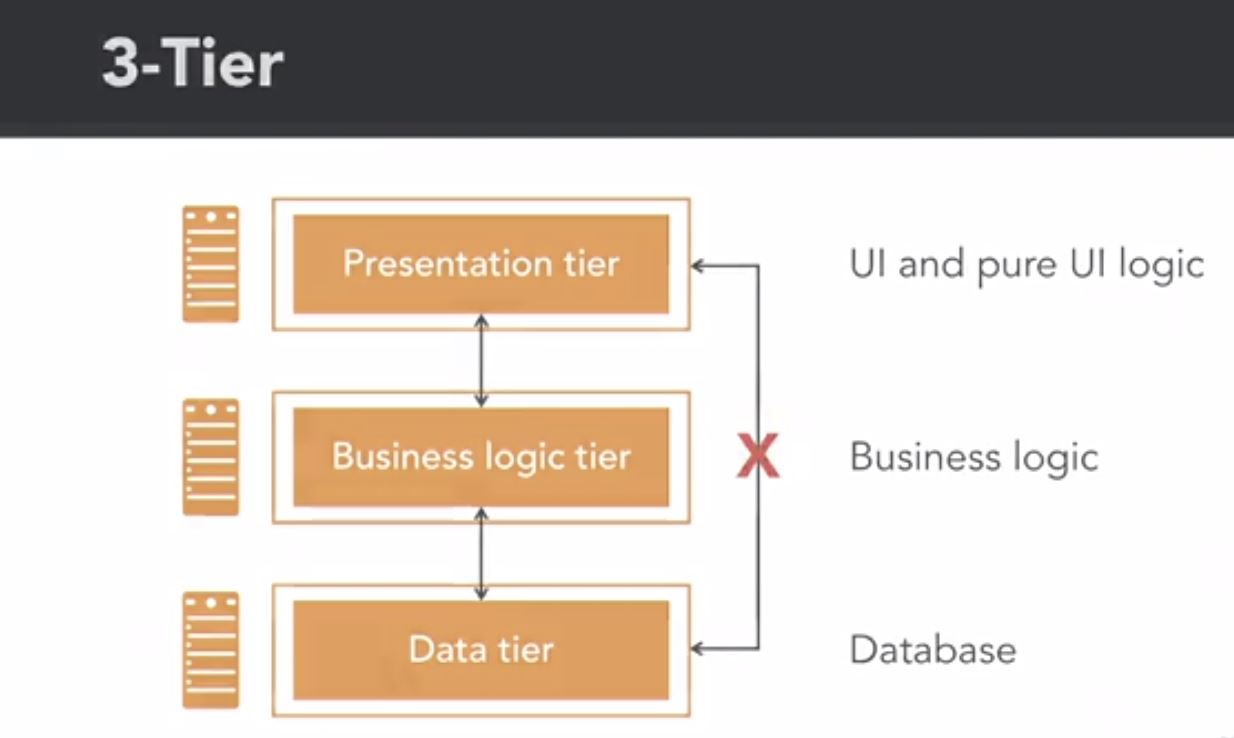 3-Tier
Presentation tier
UI and pure UI logic
Business logic tier
X
Business logic
Data tier
Database